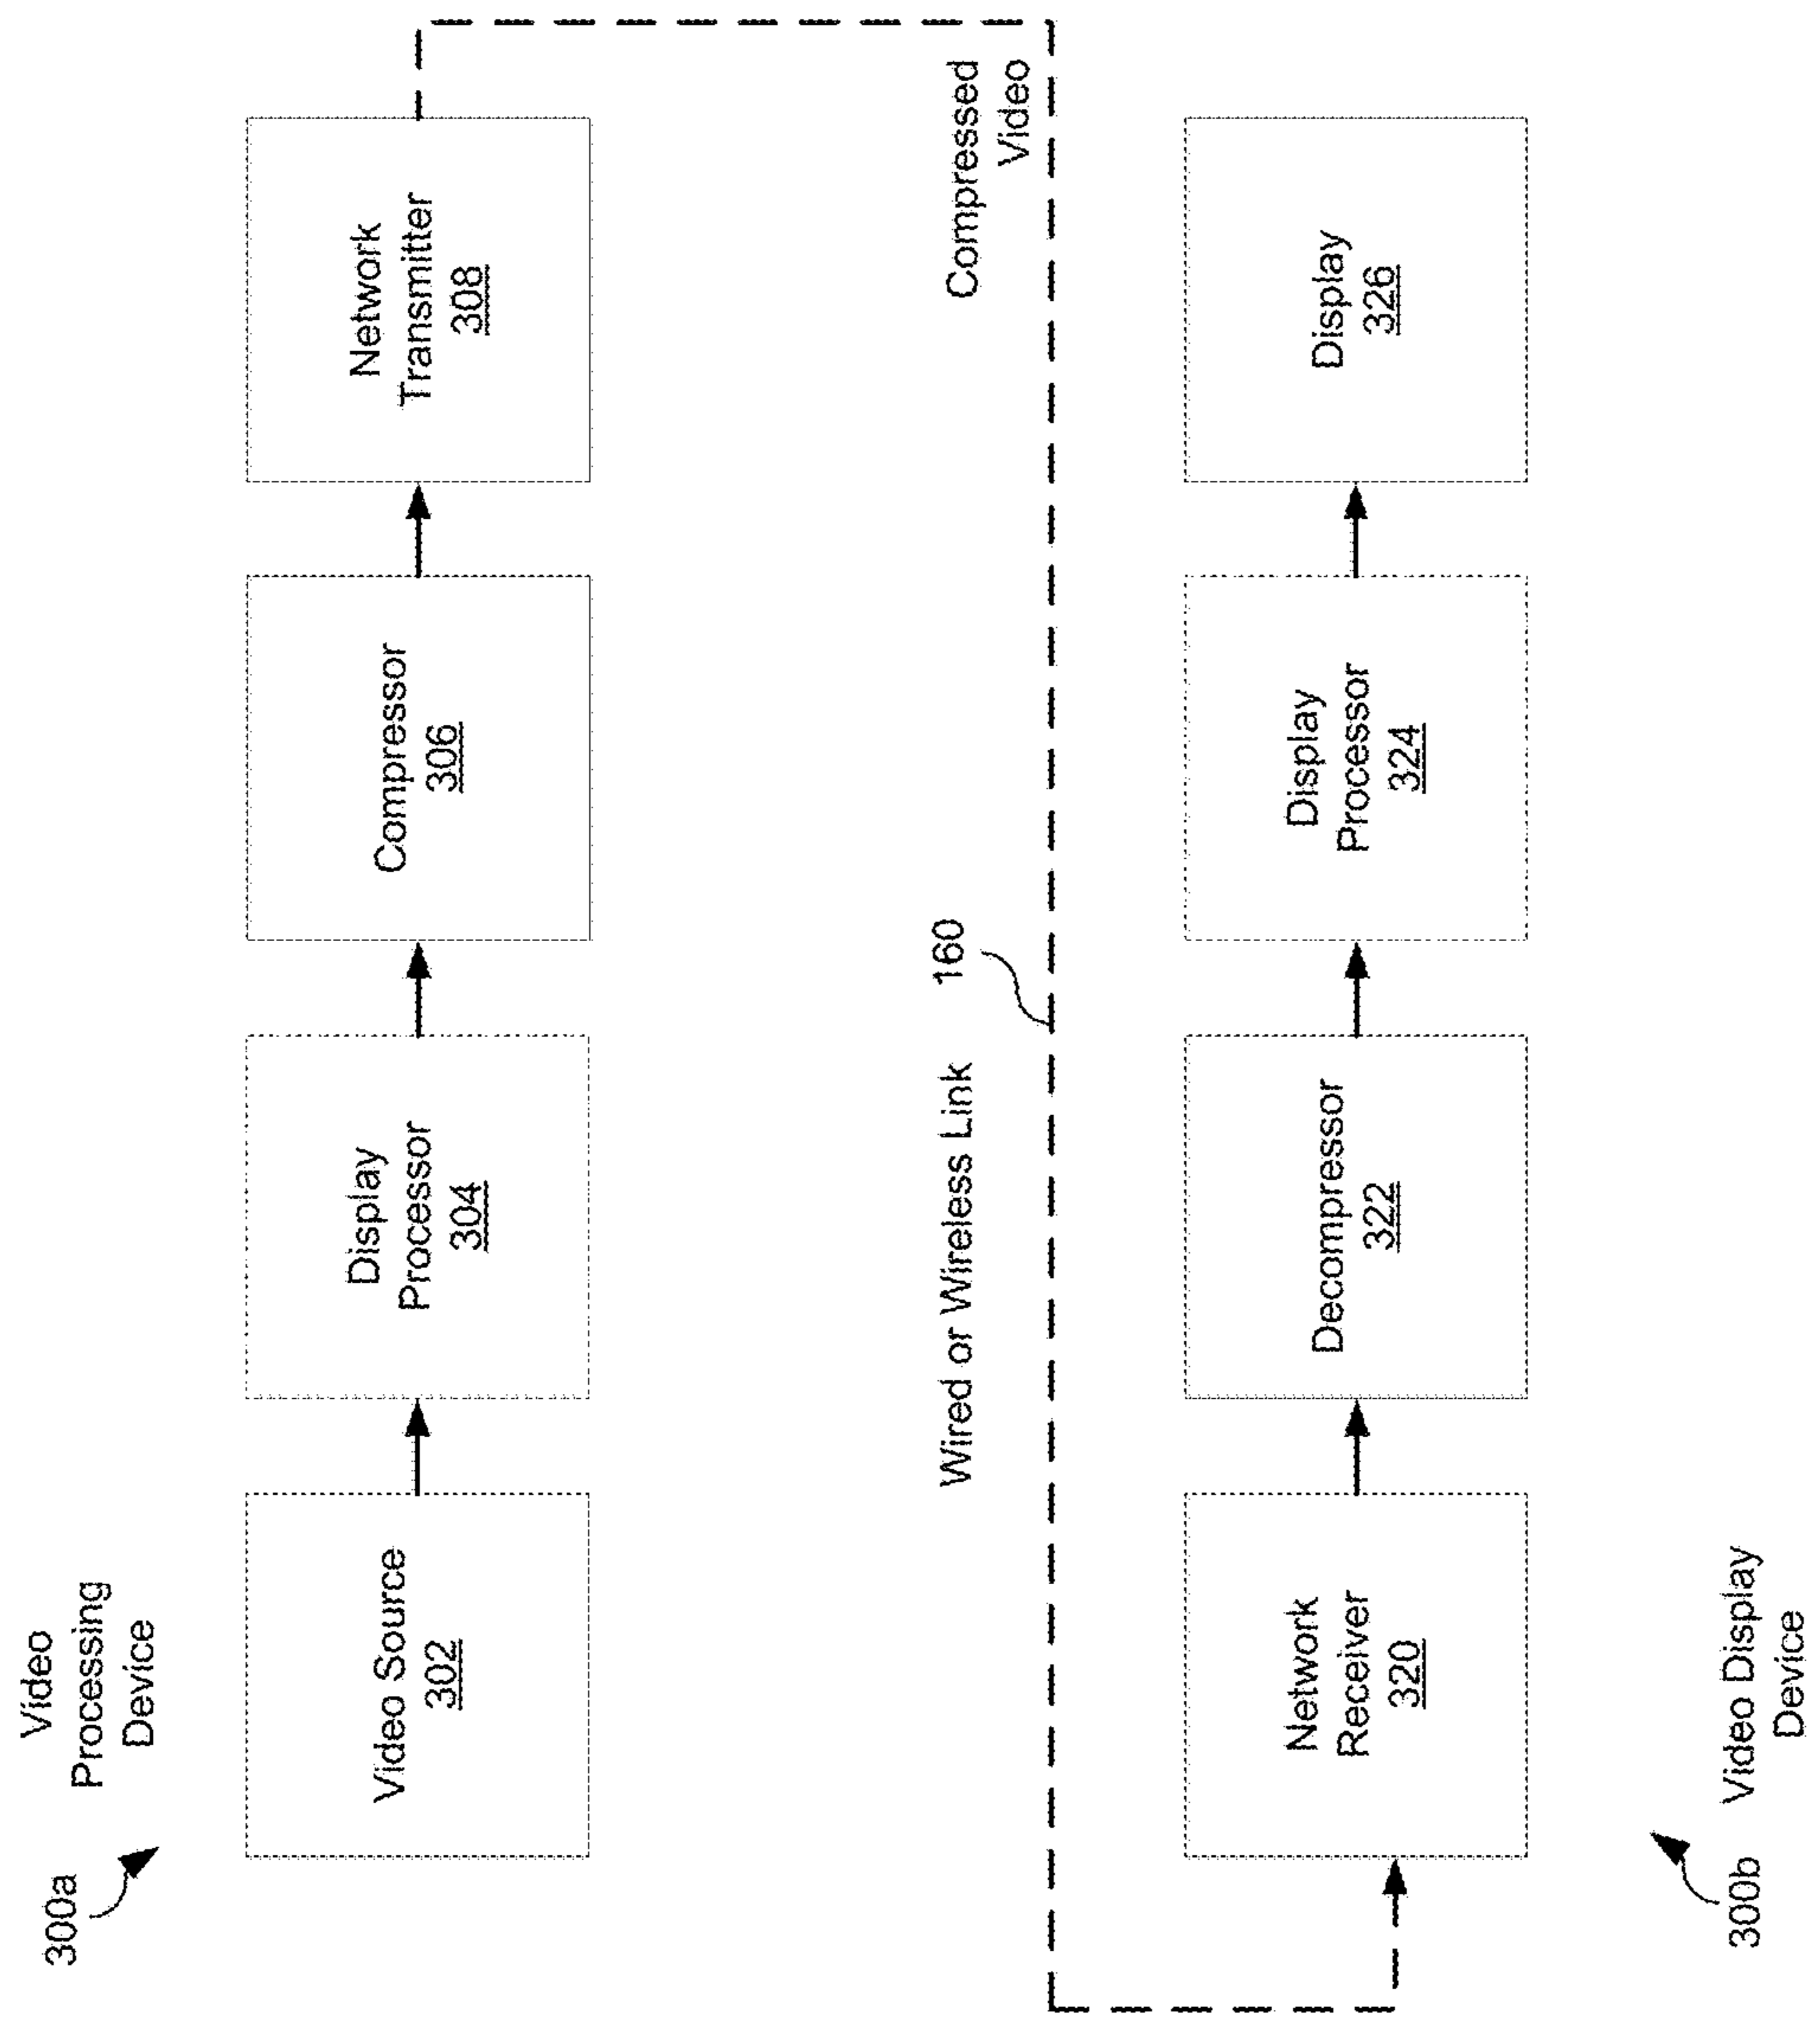 300a
Video
Processing
Device
Video Source
302
Display
Processor
304
Compressor
306
Network
Transmitter
308
Wired or Wireless Link
160
Compressed
Video
Network
Receiver
320
Decompressor
322
Display
Processor
324
Display
326
300b
Video Display
Device